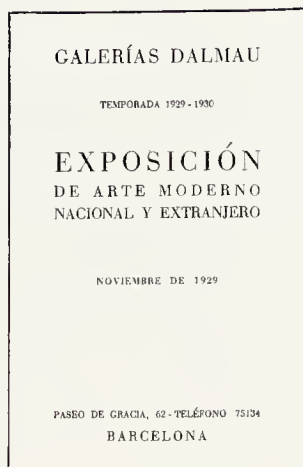 GALERÍAS DALMAU
TEMPORADA 1929 - 1930
EXPOSICIÓN
DE ARTE MODERNO
NACIONAL Y EXTRANJERO
NOVIEMBRE DE 1929
PASEO DE GRACIA, 62 - TELÉFONO 75134
BARCELONA